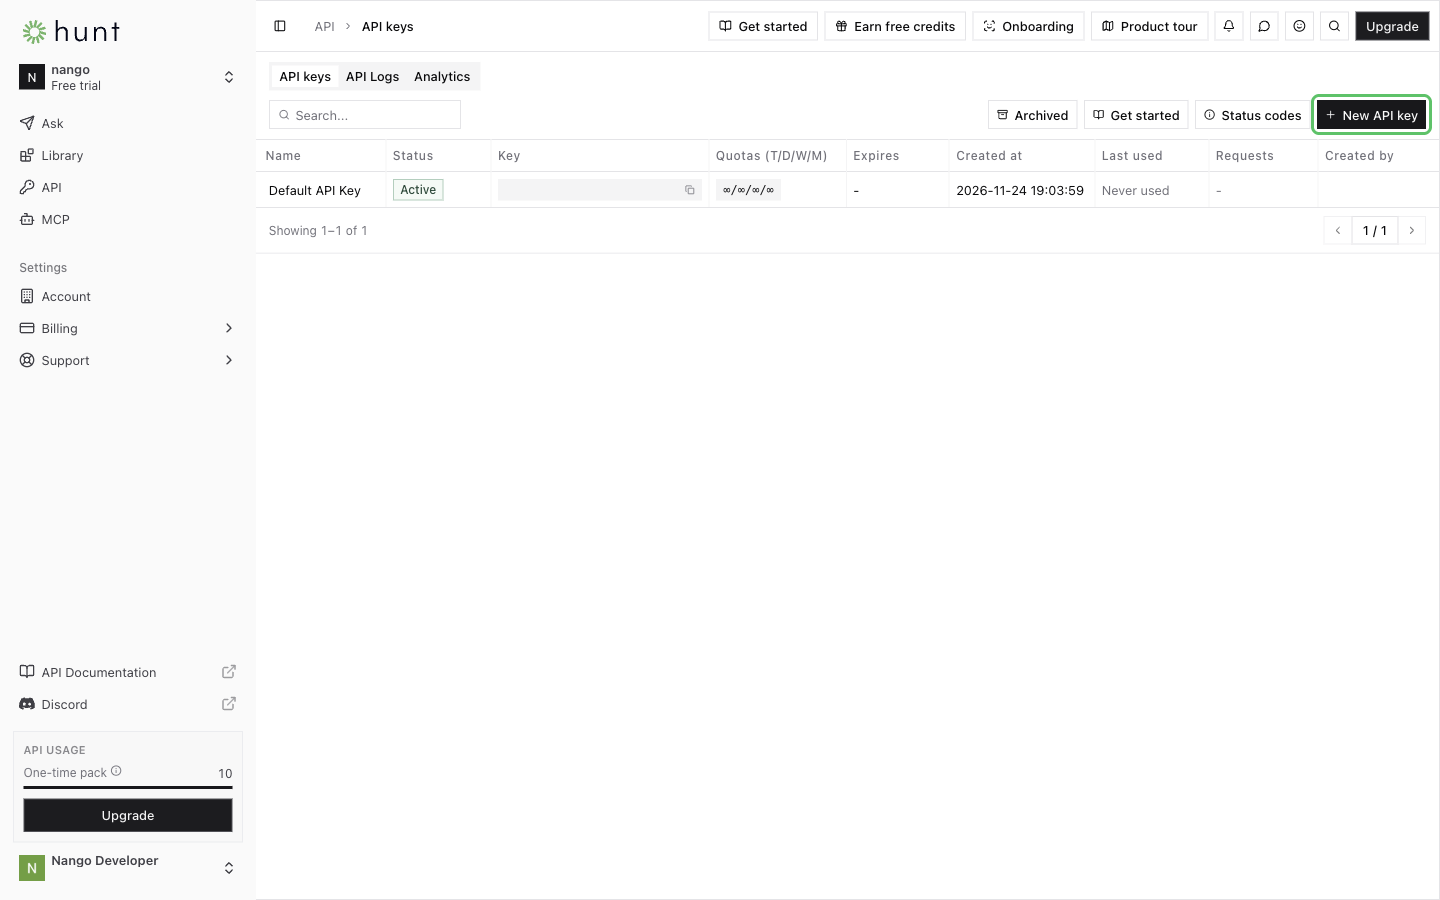 hunt
N
nango
Free trial
Ask
Library
API
MCP
Settings
Account
Billing
Support
API Documentation
Discord
API USAGE
One-time pack
10
Upgrade
N
Nango Developer
API > API keys
Get started
Earn free credits
Onboarding
Product tour
Upgrade
API keys
API Logs
Analytics
Search...
Archived
Get started
Status codes
+ New API key
Name Status Key Quotas (T/D/W/M) Expires Created at Last used Requests Created by
Default API Key Active ∞/∞/∞/∞ - 2026-11-24 19:03:59 Never used -
Showing 1–1 of 1
1 / 1